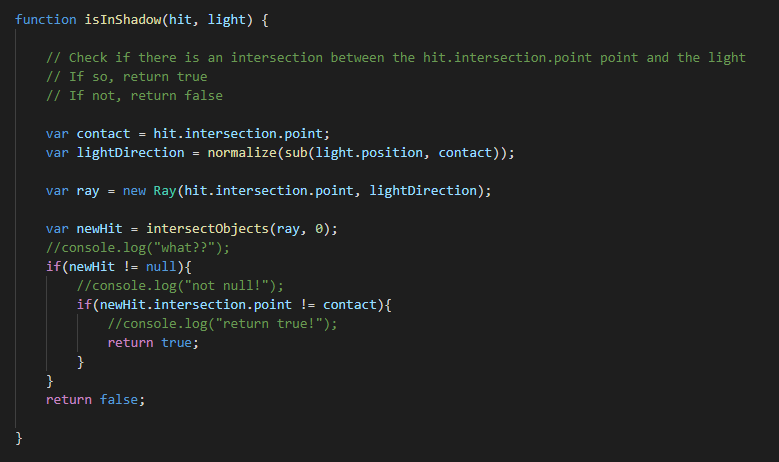 function isInShadow(hit, light) {
// Check if there is an intersection between the hit.intersection.point point and the light
// If so, return true
// If not, return false
var contact = hit.intersection.point;
var lightDirection = normalize(sub(light.position, contact));
var ray = new Ray(hit.intersection.point, lightDirection);
var newHit = intersectObjects(ray, 0);
//console.log("what??");
if(newHit != null){
//console.log("not null!");
if(newHit.intersection.point != contact){
//console.log("return true!");
return true;
}
}
return false;
}